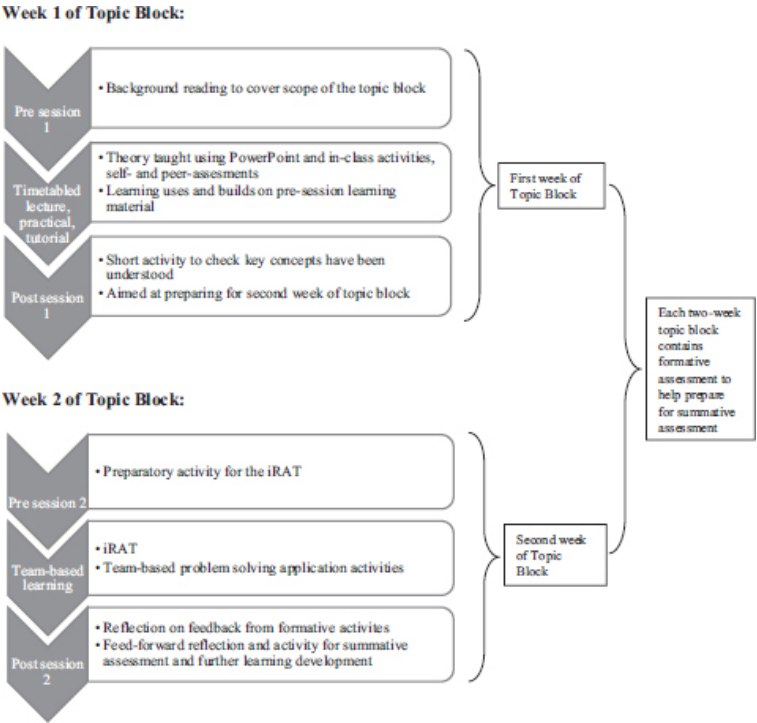 Week 1 of Topic Block:
Pre session
1
• Background reading to cover scope of the topic block
Timetabled
lecture,
practical,
tutorial
• Theory taught using PowerPoint and in-class activities,
self- and peer-assesments
• Learning uses and builds on pre-session learning
material
Post session
1
• Short activity to check key concepts have been
understood
• Aimed at preparing for second week of topic block
First week of
Topic Block
Each two-week
topic block
contains
formative
assessment to
help prepare
for summative
assessment
Week 2 of Topic Block:
Pre session 2
• Preparatory activity for the iRAT
Team-based
learning
• iRAT
• Team-based problem solving application activities
Post session
2
• Reflection on feedback from formative activites
• Feed-forward reflection and activity for summative
assessment and further learning development
Second week
of Topic
Block